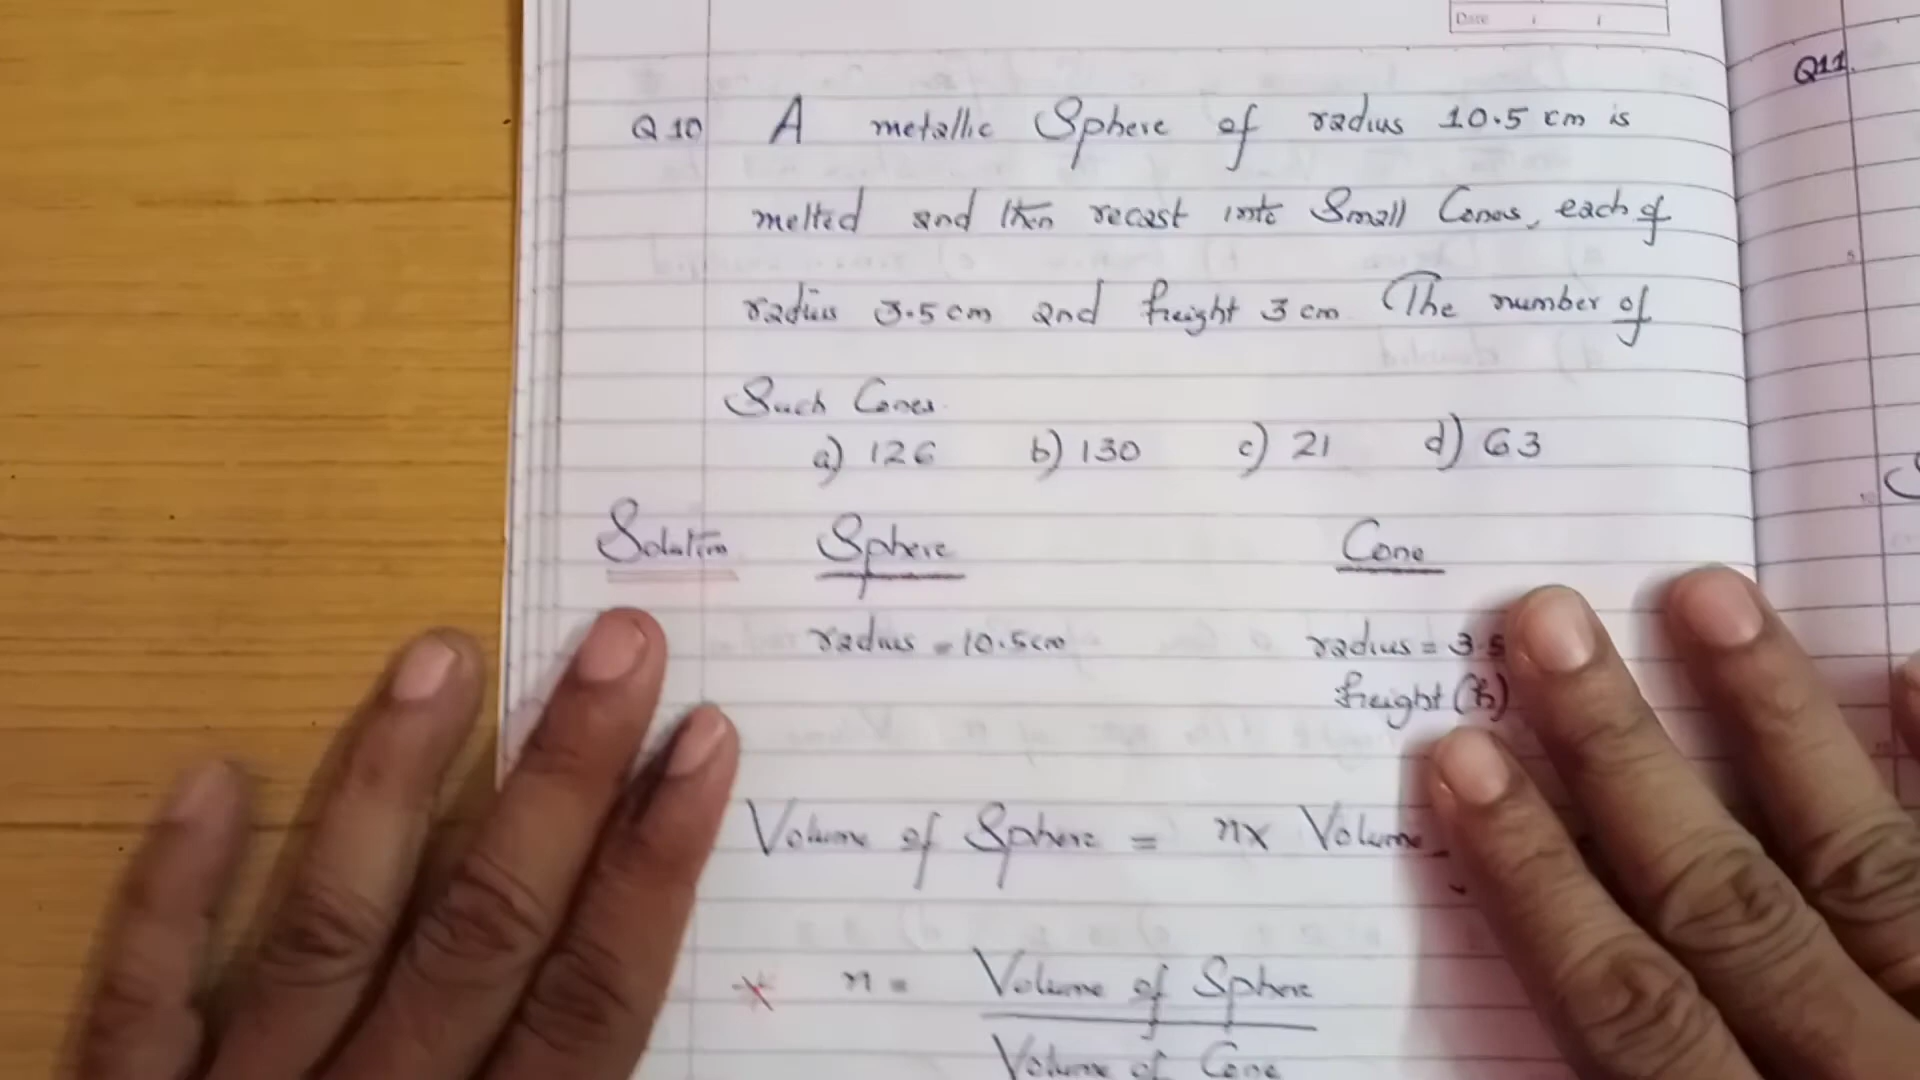 Date / /
Q11.
Q10 A metallic Sphere of radius 10.5 cm is
melted and then recast into Small Cones, each of
radius 3.5 cm and height 3 cm The number of
Such Cones.
a) 126 b) 130 c) 21 d) 63
Solution Sphere Cone
radius = 10.5cm radius = 3.5
height (h)
Volume of Sphere = nx Volume
n = Volume of Sphere
Volume of Cone